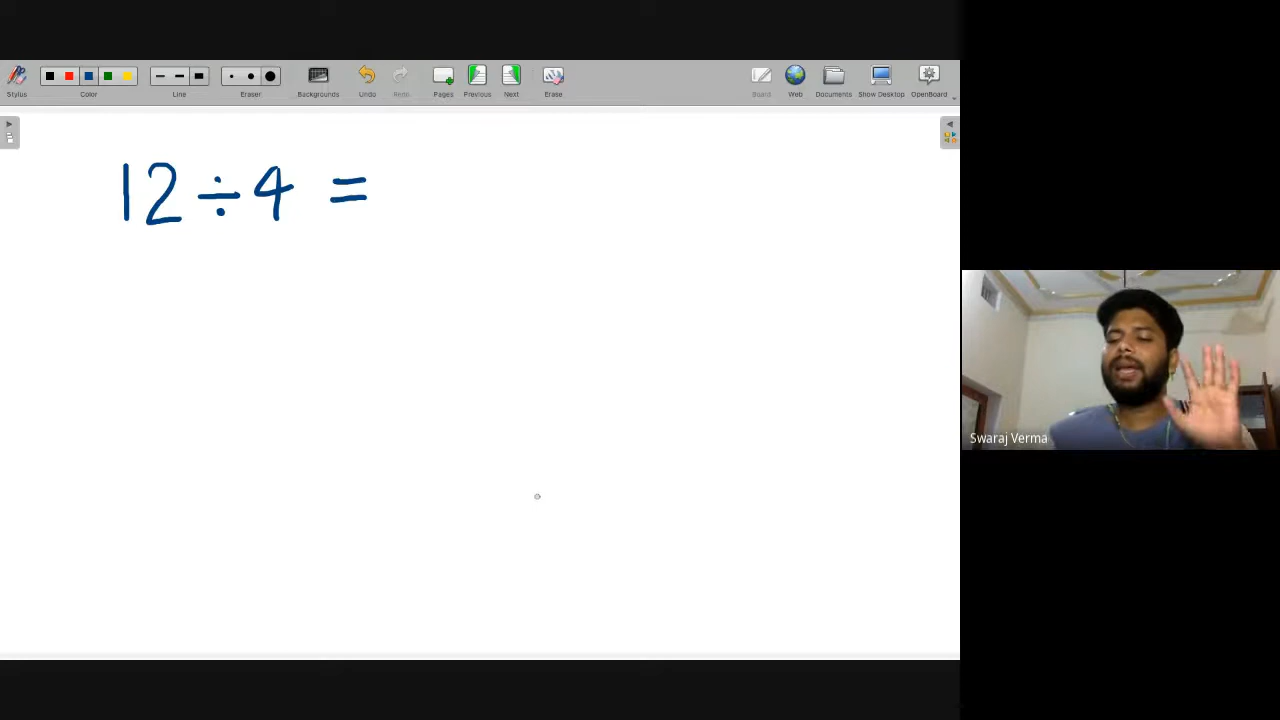 Stylus Color Line Eraser Backgrounds Undo Redo Pages Previous Next Erase Board Web Documents Show Desktop OpenBoard
12 ÷ 4 =
Swaraj Verma